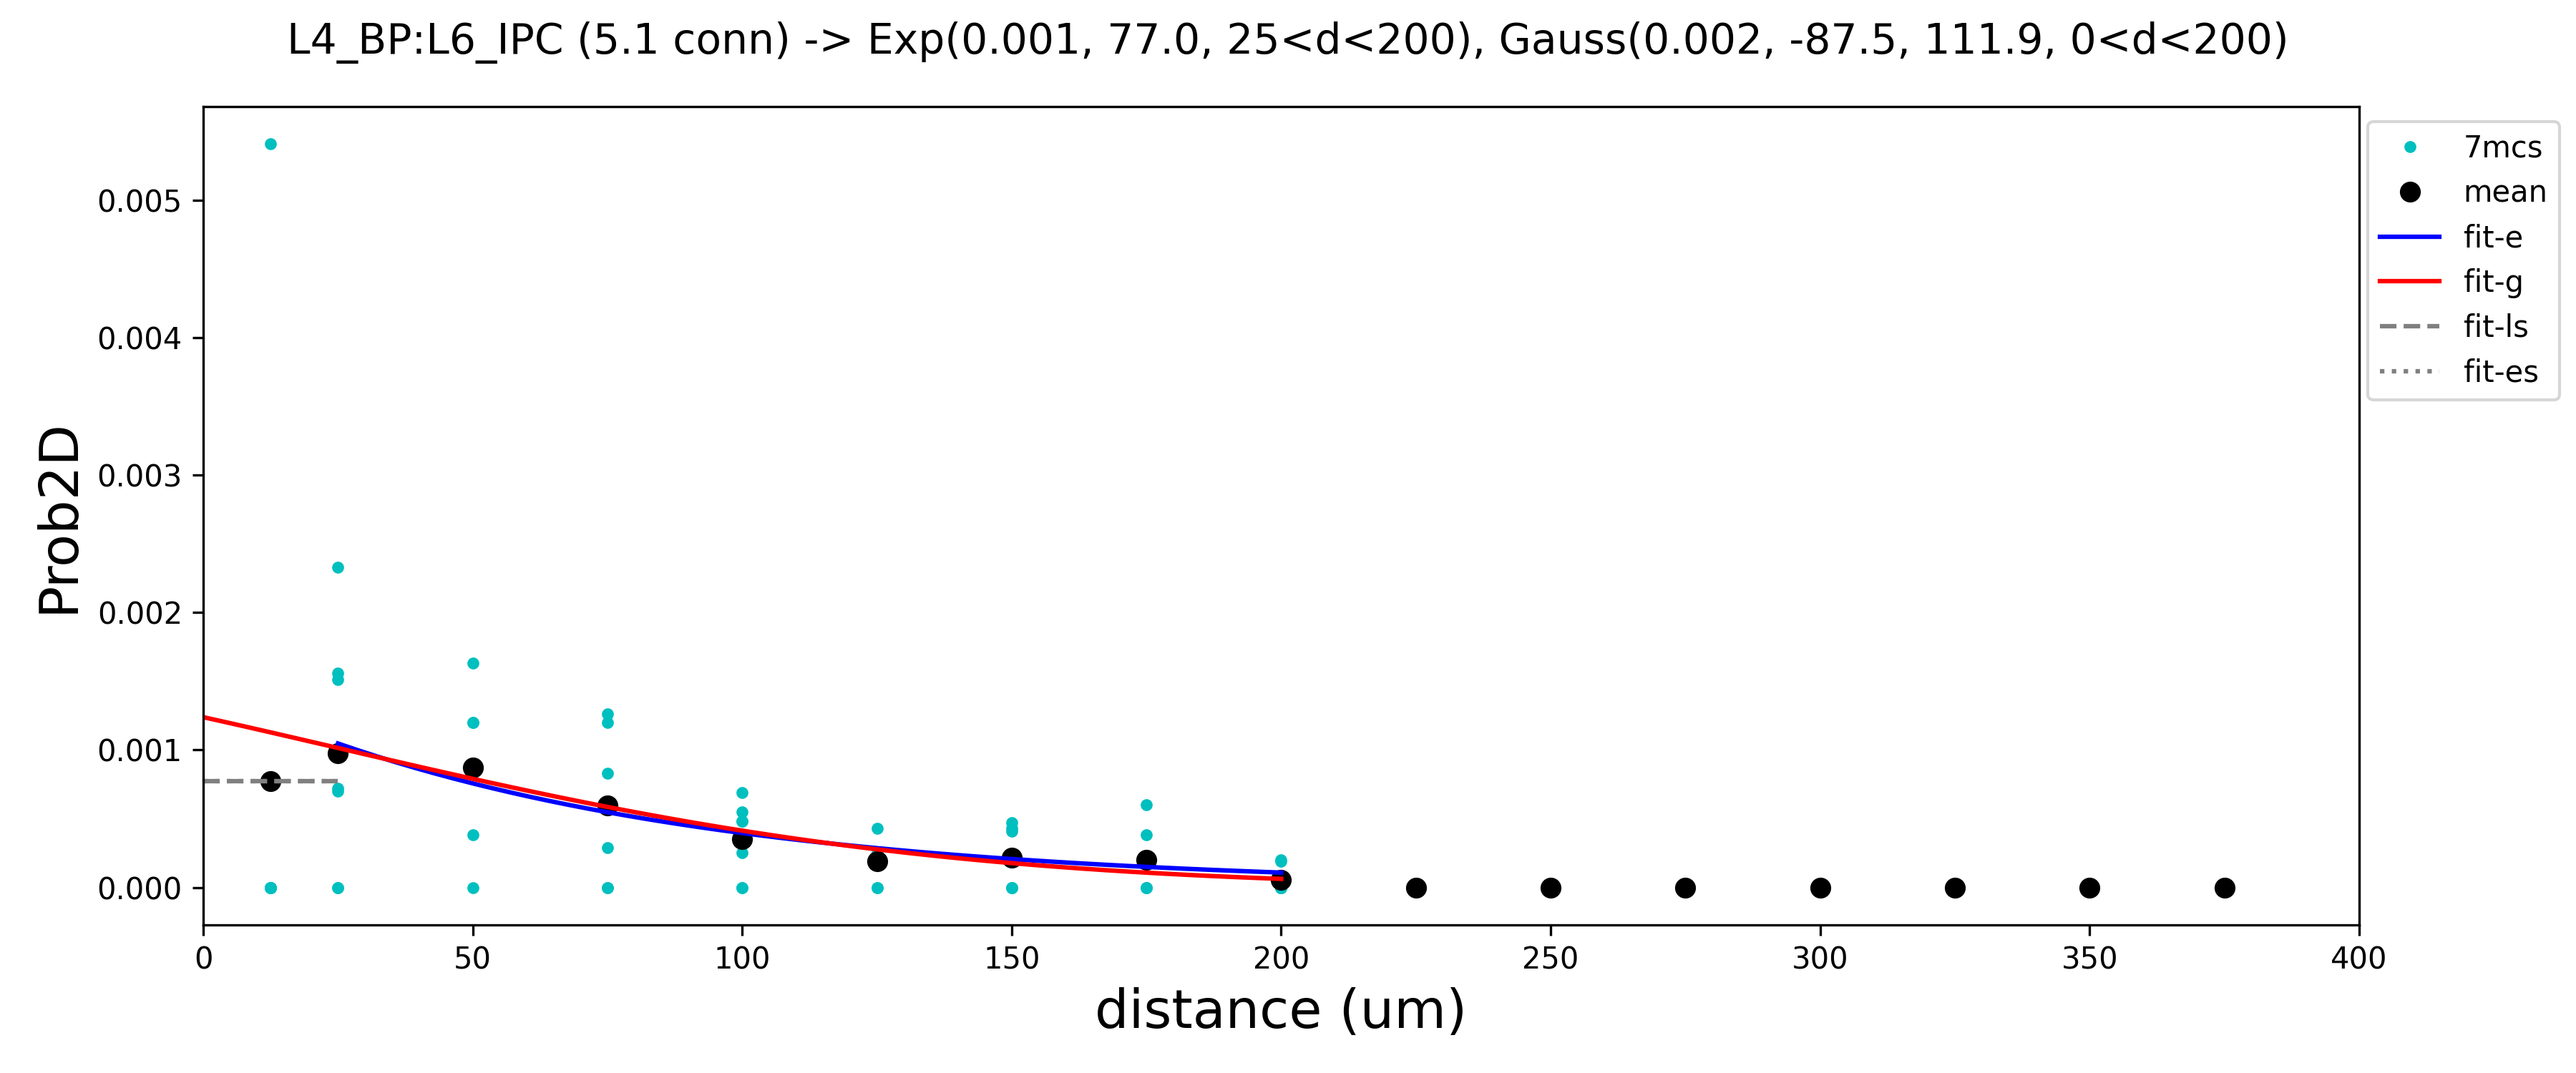 L4_BP:L6_IPC (5.1 conn) -> Exp(0.001, 77.0, 25<d<200), Gauss(0.002, -87.5, 111.9, 0<d<200)
7mcs
mean
fit-e
fit-g
fit-ls
fit-es
Prob2D
0.005
0.004
0.003
0.002
0.001
0.000
0 50 100 150 200 250 300 350 400
distance (um)